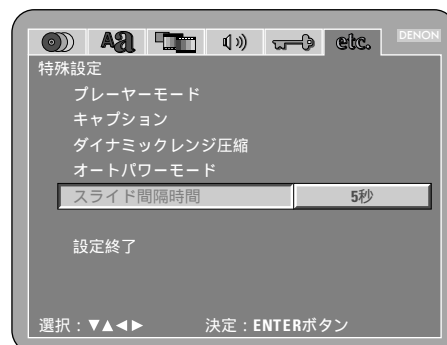 Aあ etc. DENON
特殊設定
プレーヤーモード
キャプション
ダイナミックレンジ圧縮
オートパワーモード
スライド間隔時間 5秒
設定終了
選択：▼▲◀▶ 決定：ENTERボタン